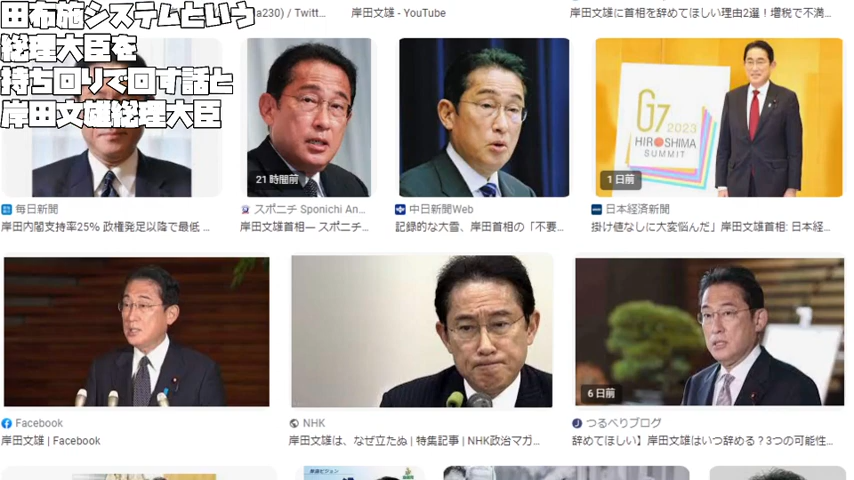 田布施システムという
総理大臣を
持ち回りで回す話と
岸田文雄総理大臣
a230) / Twitt...
岸田文雄 - YouTube
岸田文雄に首相を辞めてほしい理由2選！増税で不満...
G7 2023
HIROSHIMA
SUMMIT
21 時間前
1 日前
毎日新聞
スポニチ Sponichi An...
中日新聞Web
日本経済新聞
岸田内閣支持率25% 政権発足以降で最低 ...
岸田文雄首相— スポニチ...
記録的な大雪、岸田首相の「不要...
掛け値なしに大変悩んだ」岸田文雄首相: 日本経...
6 日前
Facebook
NHK
つるべりブログ
岸田文雄 | Facebook
岸田文雄は、なぜ立たぬ | 特集記事 | NHK政治マガ...
辞めてほしい】岸田文雄はいつ辞める？3つの可能性...